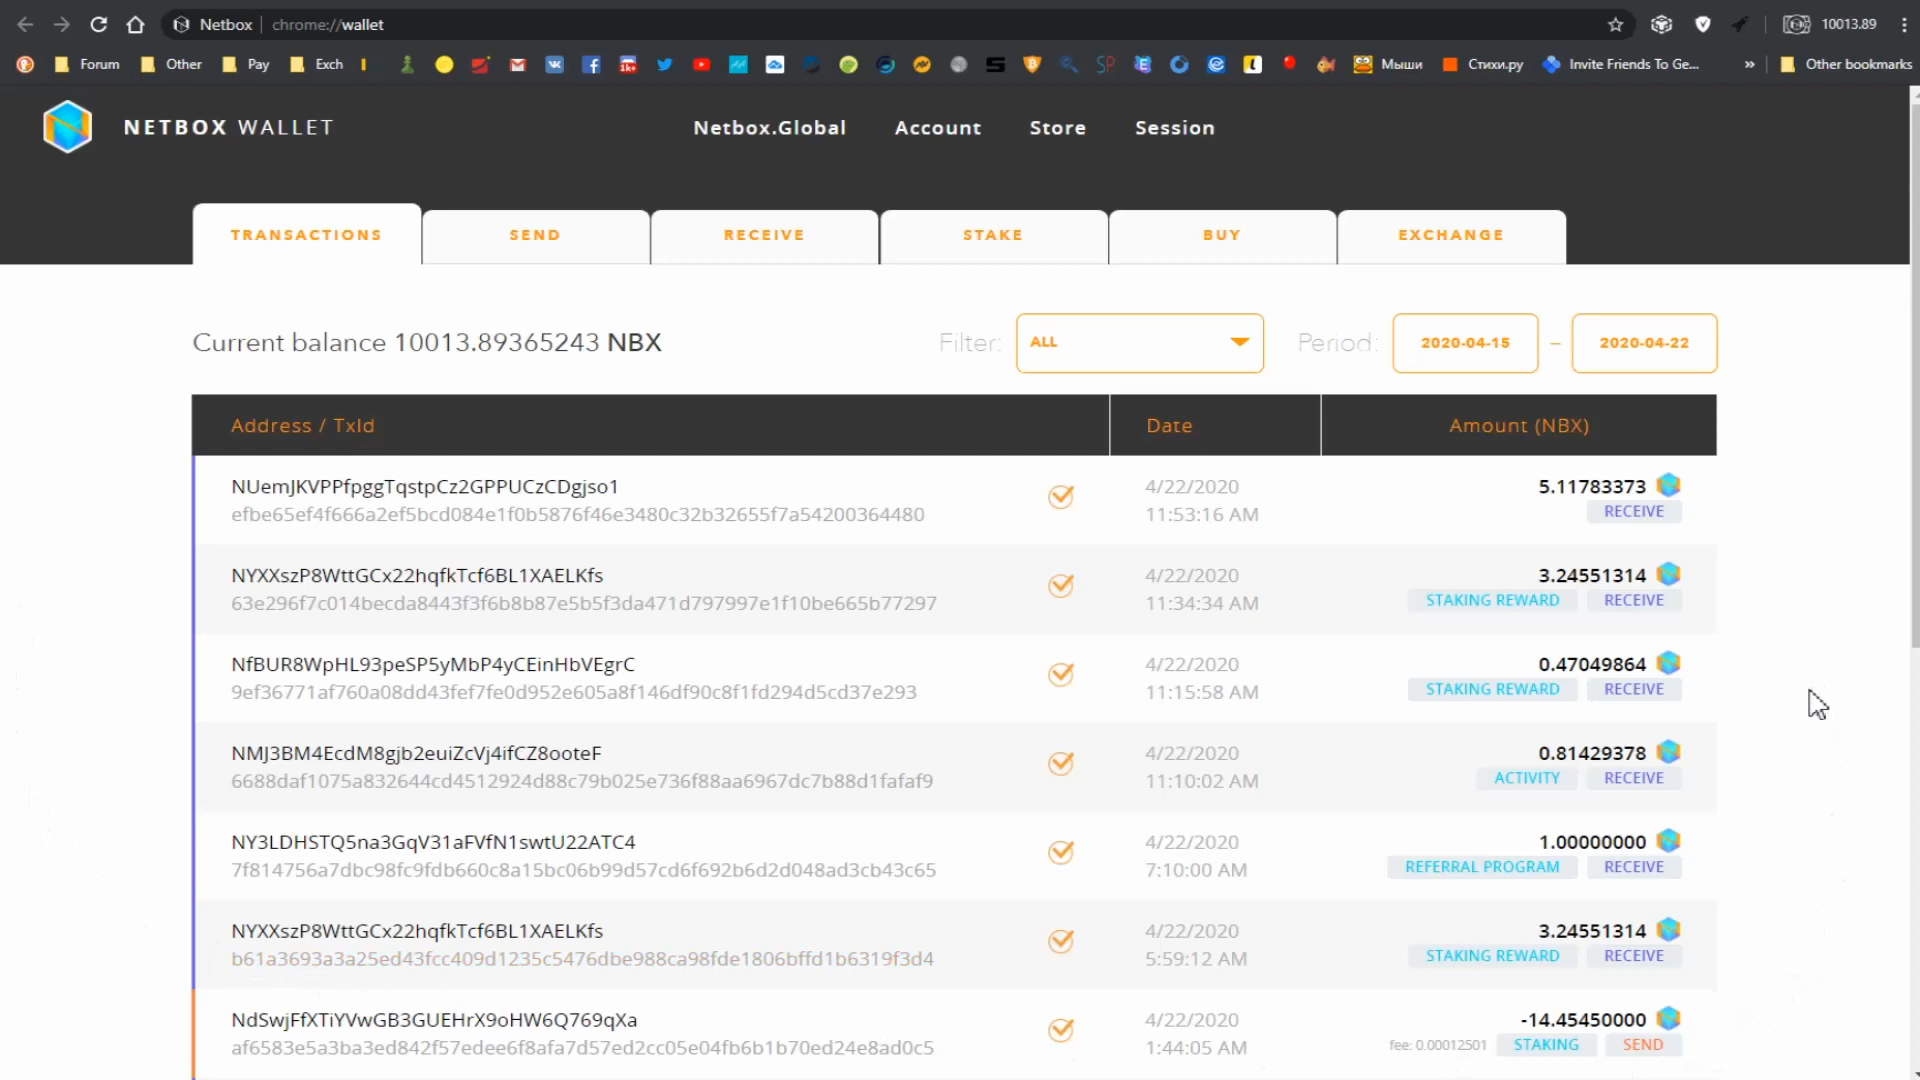 Netbox chrome://wallet 10013.89
Forum Other Pay Exch Мыши Стихи.ру Invite Friends To Ge... » Other bookmarks
NETBOX WALLET Netbox.Global Account Store Session
TRANSACTIONS SEND RECEIVE STAKE BUY EXCHANGE
Current balance 10013.89365243 NBX Filter: ALL Period: 2020-04-15 – 2020-04-22
Address / TxId Date Amount (NBX)
NUemJKVPPfpggTqstpCz2GPPUCzCDgjso1 4/22/2020 5.11783373
efbe65ef4f666a2ef5bcd084e1f0b5876f46e3480c32b32655f7a54200364480 11:53:16 AM RECEIVE
NYXXszP8WttGCx22hqfkTcf6BL1XAELKfs 4/22/2020 3.24551314
63e296f7c014becda8443f3f6b8b87e5b5f3da471d797997e1f10be665b77297 11:34:34 AM STAKING REWARD RECEIVE
NfBUR8WpHL93peSP5yMbP4yCEinHbVEgrC 4/22/2020 0.47049864
9ef36771af760a08dd43fef7fe0d952e605a8f146df90c8f1fd294d5cd37e293 11:15:58 AM STAKING REWARD RECEIVE
NMJ3BM4EcdM8gjb2euiZcVj4ifCZ8ooteF 4/22/2020 0.81429378
6688daf1075a832644cd4512924d88c79b025e736f88aa6967dc7b88d1fafaf9 11:10:02 AM ACTIVITY RECEIVE
NY3LDHSTQ5na3GqV31aFVfN1swtU22ATC4 4/22/2020 1.00000000
7f814756a7dbc98fc9fdb660c8a15bc06b99d57cd6f692b6d2d048ad3cb43c65 7:10:00 AM REFERRAL PROGRAM RECEIVE
NYXXszP8WttGCx22hqfkTcf6BL1XAELKfs 4/22/2020 3.24551314
b61a3693a3a25ed43fcc409d1235c5476dbe988ca98fde1806bffd1b6319f3d4 5:59:12 AM STAKING REWARD RECEIVE
NdSwjFfXTiYVwGB3GUEHrX9oHW6Q769qXa 4/22/2020 -14.45450000
af6583e5a3ba3ed842f57edee6f8afa7d57ed2cc05e04fb6b1b70ed24e8ad0c5 1:44:05 AM fee: 0.00012501 STAKING SEND